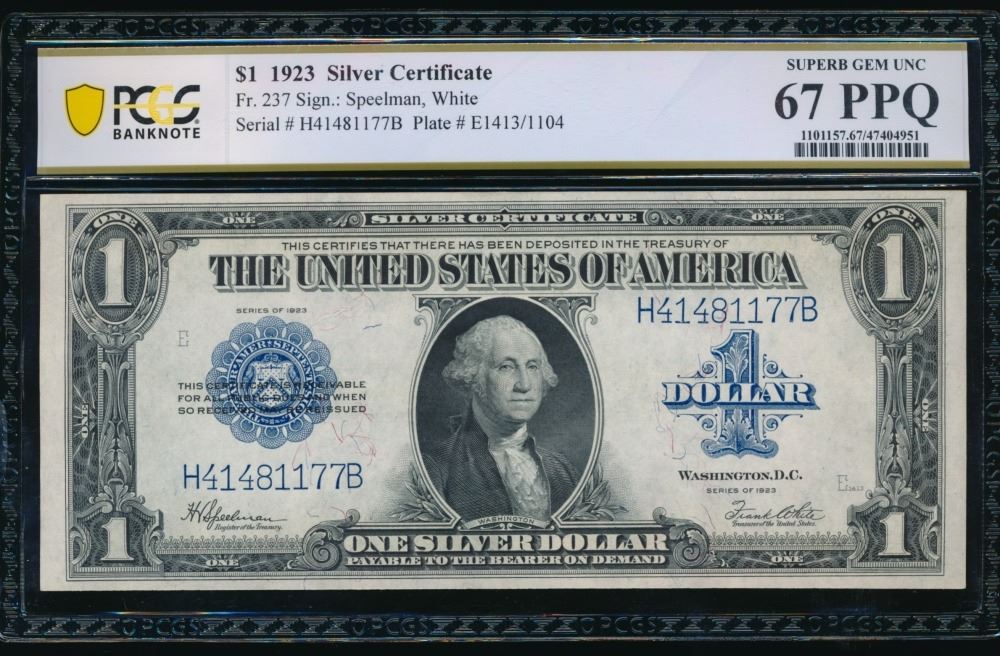 PCGS
BANKNOTE
$1 1923 Silver Certificate
Fr. 237 Sign.: Speelman, White
Serial # H41481177B Plate # E1413/1104
SUPERB GEM UNC
67 PPQ
1101157.67/47404951
ONE
ONE
SILVER CERTIFICATE
ONE
ONE
1
1
THIS CERTIFIES THAT THERE HAS BEEN DEPOSITED IN THE TREASURY OF
THE UNITED STATES OF AMERICA
SERIES OF 1923
H41481177B
E
THIS CERTIFICATE IS RECEIVABLE
FOR ALL PUBLIC DUES AND WHEN
SO RECEIVED MAY BE REISSUED
1
DOLLAR
ONE
ONE
H41481177B
WASHINGTON, D.C.
SERIES OF 1923
E1413
H V Speelman
Register of the Treasury.
WASHINGTON
Frank White
Treasurer of the United States.
1
1
ONE SILVER DOLLAR
PAYABLE TO THE BEARER ON DEMAND
ONE
ONE